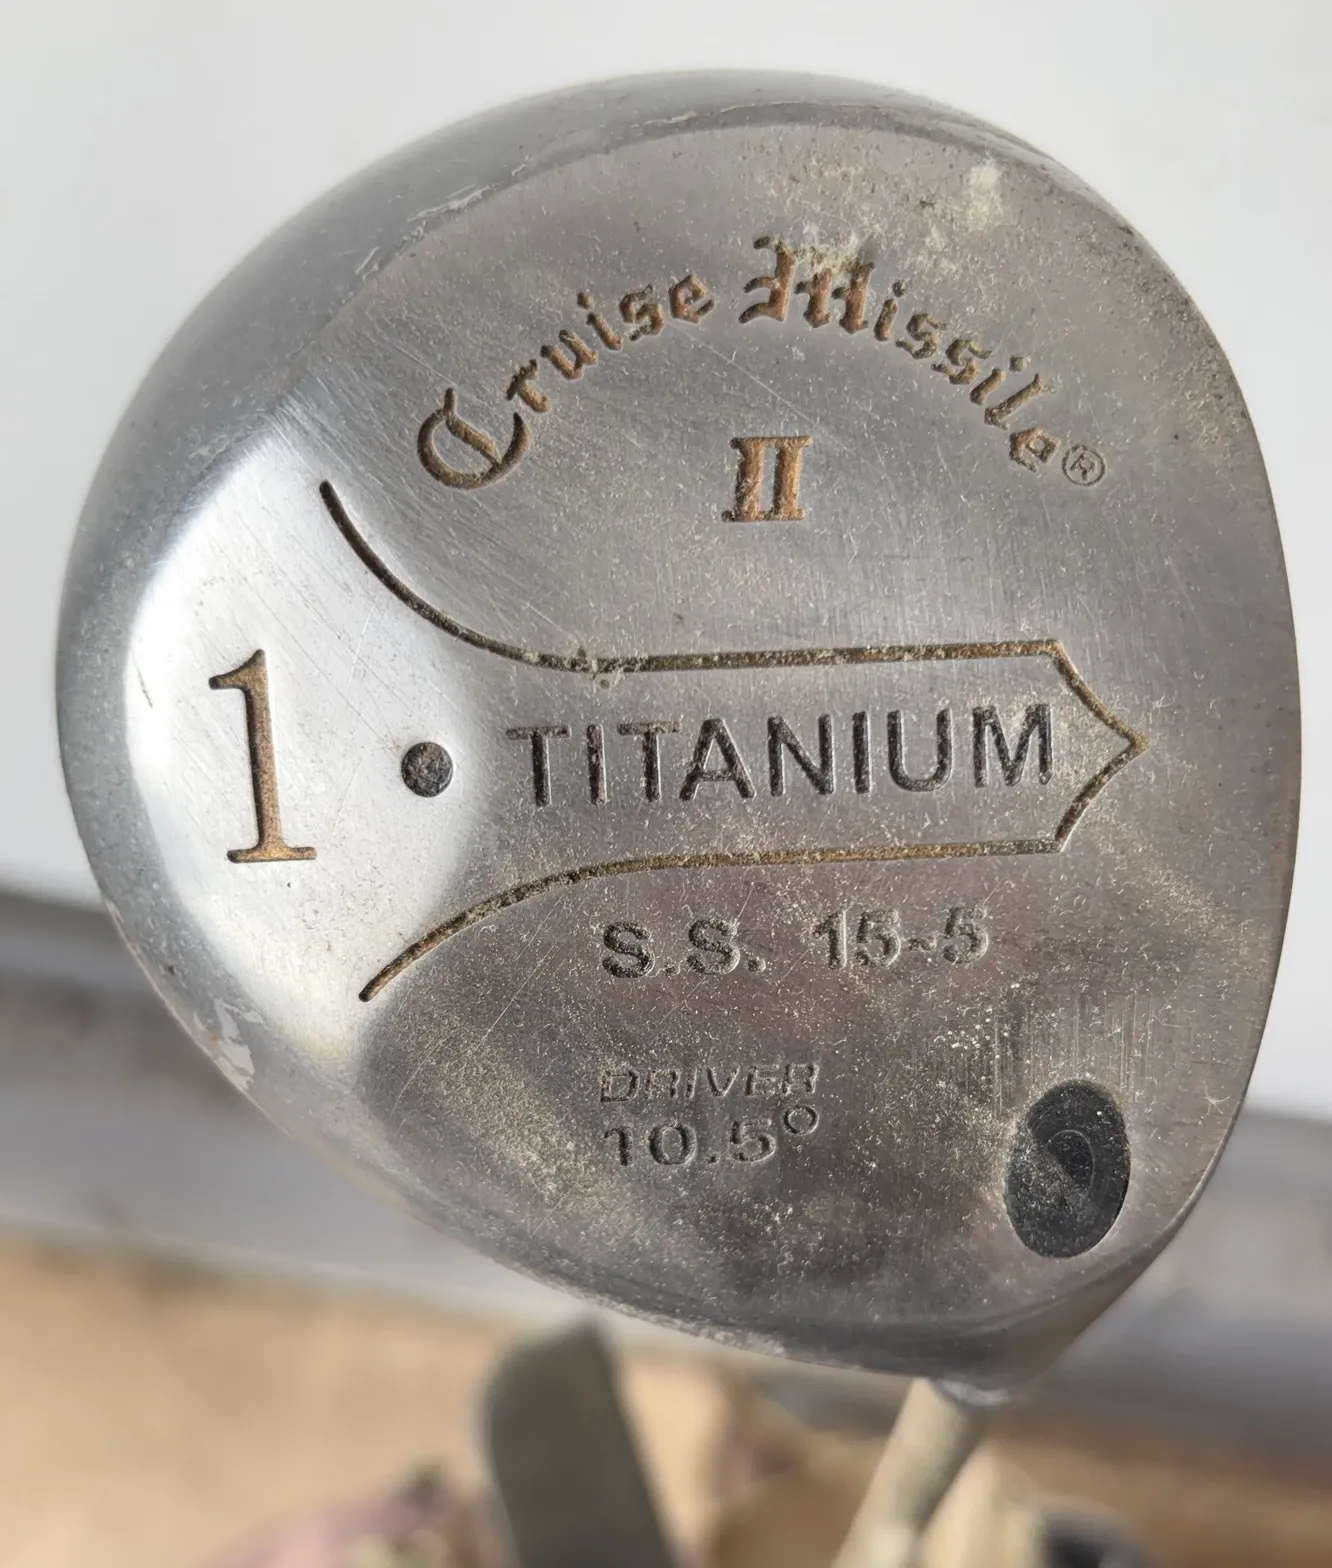 Cruise Missile®
II
1 • TITANIUM
S.S. 15-5
DRIVER
10.5°